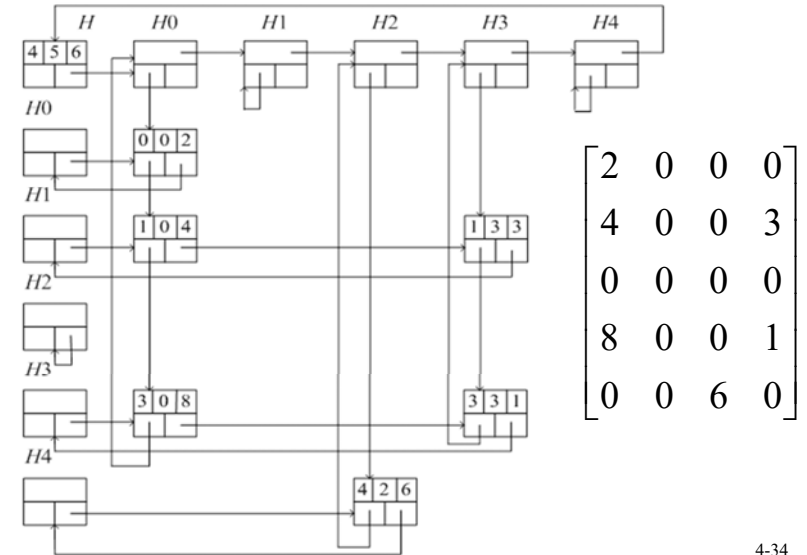 H H0 H1 H2 H3 H4
4 5 6
H0
0 0 2
H1
1 0 4 1 3 3
H2
H3
3 0 8 3 3 1
H4
4 2 6
2 0 0 0
4 0 0 3
0 0 0 0
8 0 0 1
0 0 6 0
4-34